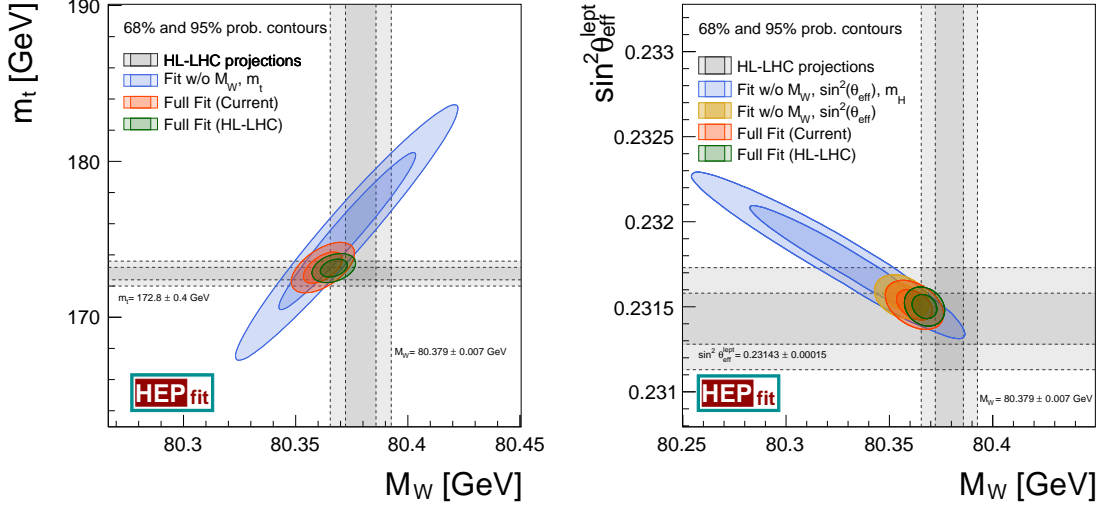 68% and 95% prob. contours
HL-LHC projections
Fit w/o M_W, m_t
Full Fit (Current)
Full Fit (HL-LHC)
m_t [GeV]
190
180
170
m_t= 172.8 ± 0.4 GeV
M_W= 80.379 ± 0.007 GeV
HEP fit
80.3
80.35
80.4
80.45
M_W [GeV]
68% and 95% prob. contours
HL-LHC projections
Fit w/o M_W, sin²(θ_eff), m_H
Fit w/o M_W, sin²(θ_eff)
Full Fit (Current)
Full Fit (HL-LHC)
sin²θ_eff^lept
0.233
0.2325
0.232
0.2315
0.231
sin² θ_eff^lept = 0.23143 ± 0.00015
M_W= 80.379 ± 0.007 GeV
HEP fit
80.25
80.3
80.35
80.4
M_W [GeV]